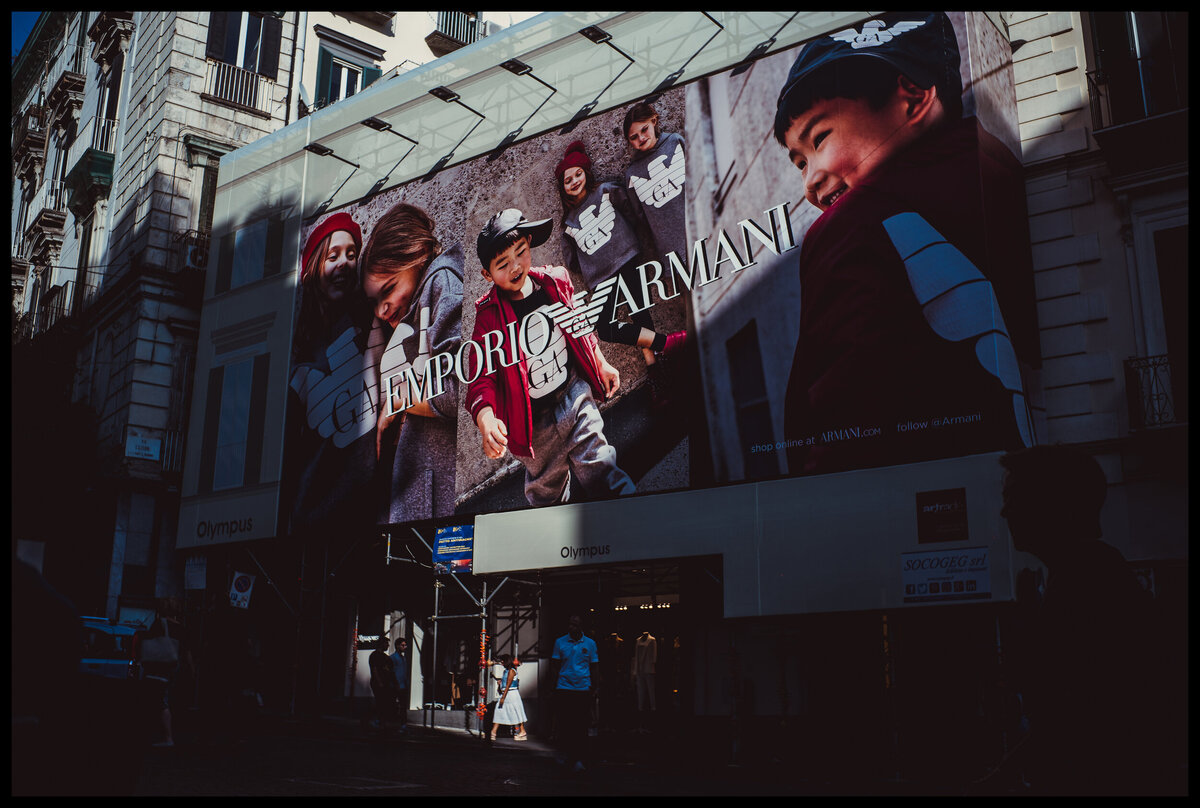 EMPORIO ARMANI
GA
GA
GA
GA
shop online at ARMANI.COM follow @Armani
Olympus
Olympus
SOCOGEG srl